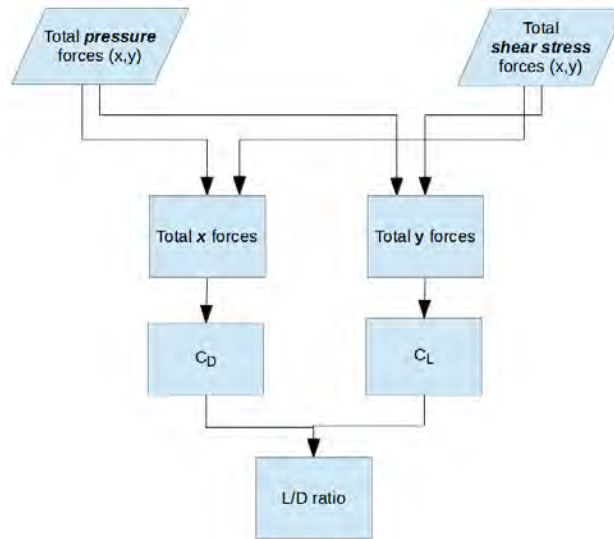 Total pressure
forces (x,y)
Total
shear stress
forces (x,y)
Total x forces
Total y forces
CD
CL
L/D ratio